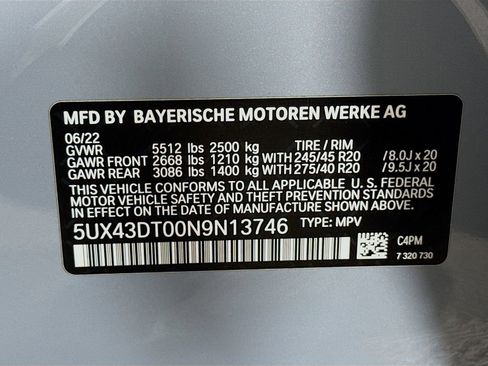 MFD BY BAYERISCHE MOTOREN WERKE AG
06/22
GVWR 5512 lbs 2500 kg TIRE / RIM
GAWR FRONT 2668 lbs 1210 kg WITH 245/45 R20 /8.0J x 20
GAWR REAR 3086 lbs 1400 kg WITH 275/40 R20 /9.5J x 20
THIS VEHICLE CONFORMS TO ALL APPLICABLE U. S. FEDERAL
MOTOR VEHICLE SAFETY AND THEFT PREVENTION STANDARDS
IN EFFECT ON THE DATE OF MANUFACTURE SHOWN ABOVE.
5UX43DT00N9N13746 TYPE: MPV
C4PM
7 320 730